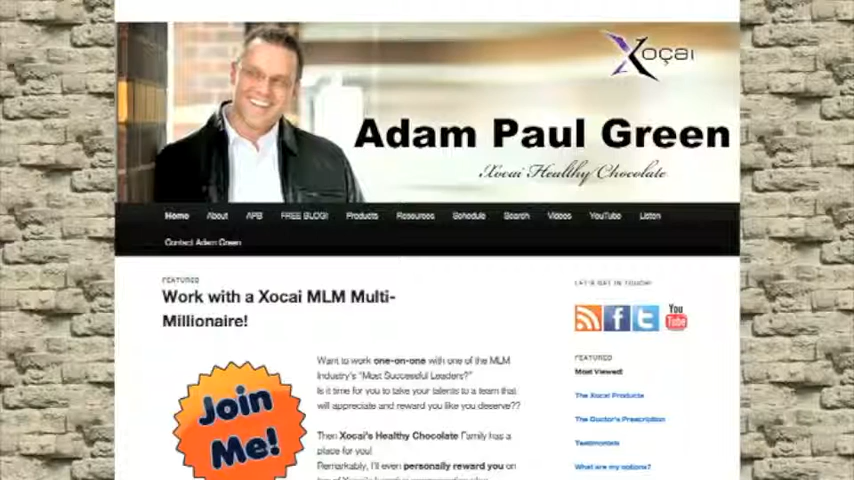 Xoçai
Adam Paul Green
Xocai Healthy Chocolate
Home About APB FREE BLOG! Products Resources Schedule Search Videos YouTube Listen
Contact Adam Green
FEATURED
Work with a Xocai MLM Multi-
Millionaire!
Join
Me!
Want to work one-on-one with one of the MLM
Industry's "Most Successful Leaders?"
Is it time for you to take your talents to a team that
will appreciate and reward you like you deserve??
Then Xocai's Healthy Chocolate Family has a
place for you!
Remarkably, I'll even personally reward you on
LET'S GET IN TOUCH!
You
Tube
FEATURED
Most Viewed!
The Xocai Products
The Doctor's Prescription
Testimonials
What are my options?